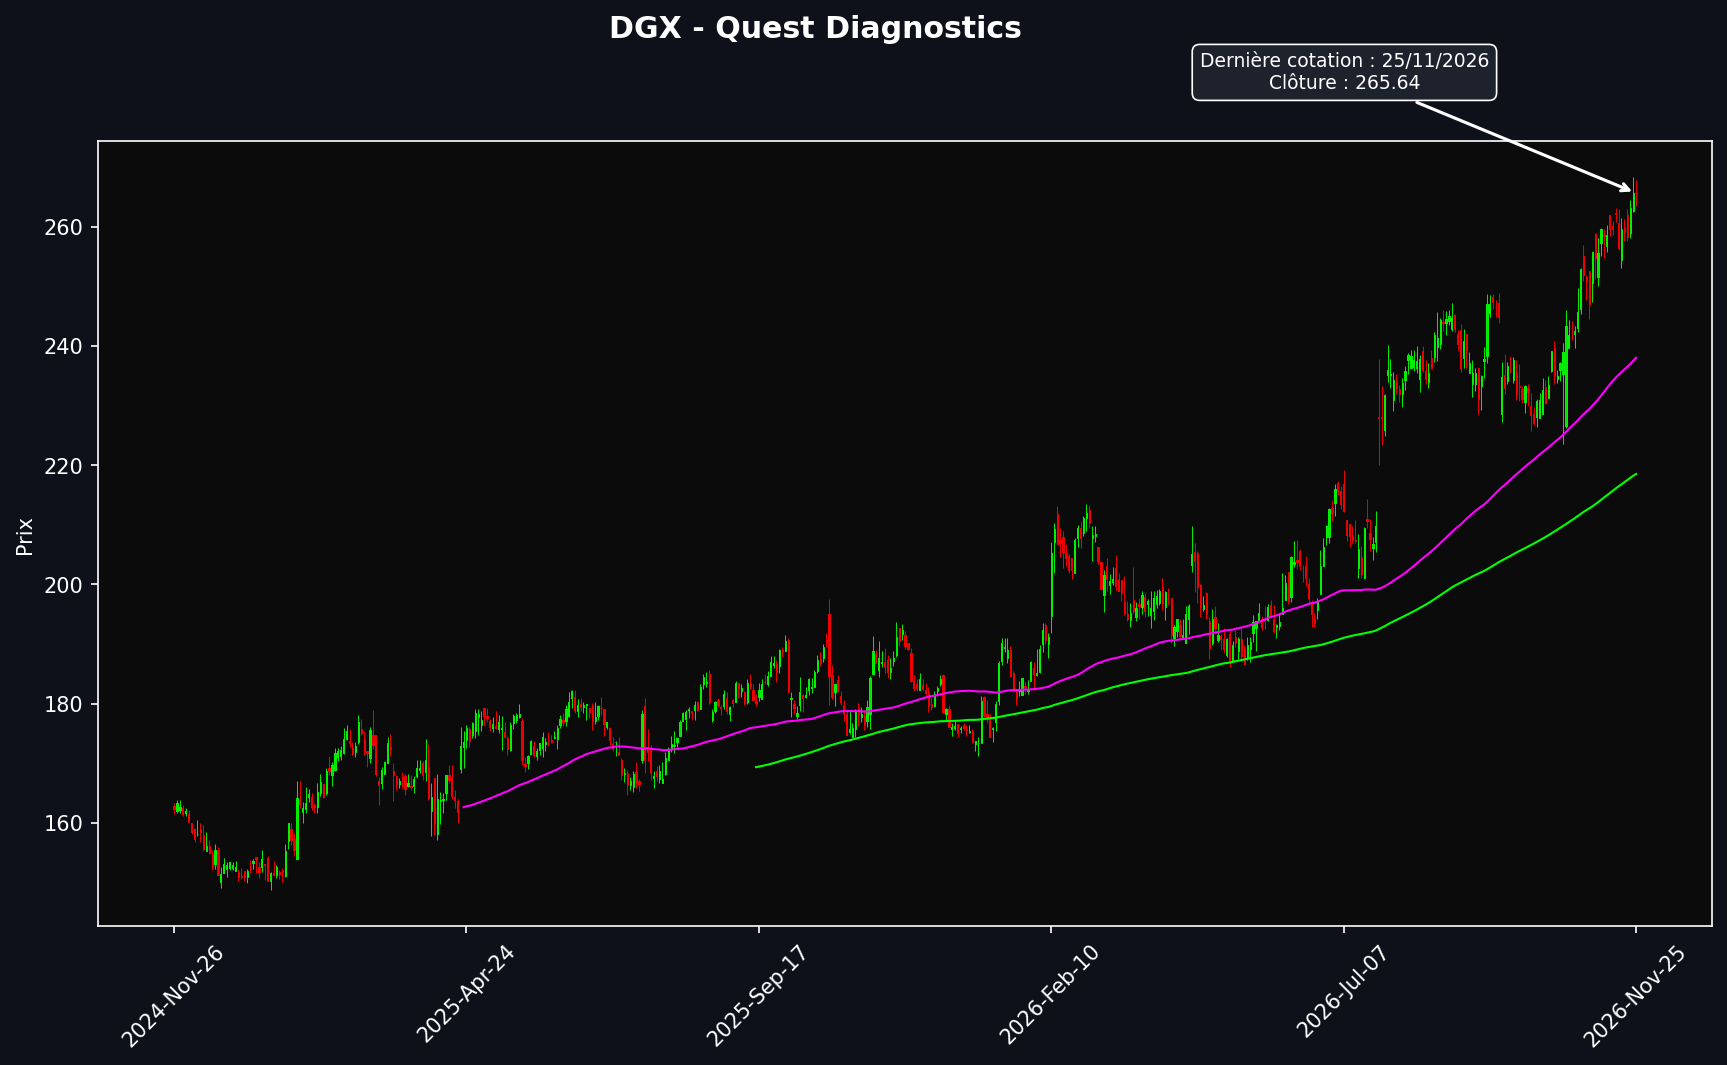 DGX - Quest Diagnostics
Dernière cotation : 25/11/2026
Clôture : 265.64
Prix
260
240
220
200
180
160
2024-Nov-26
2025-Apr-24
2025-Sep-17
2026-Feb-10
2026-Jul-07
2026-Nov-25